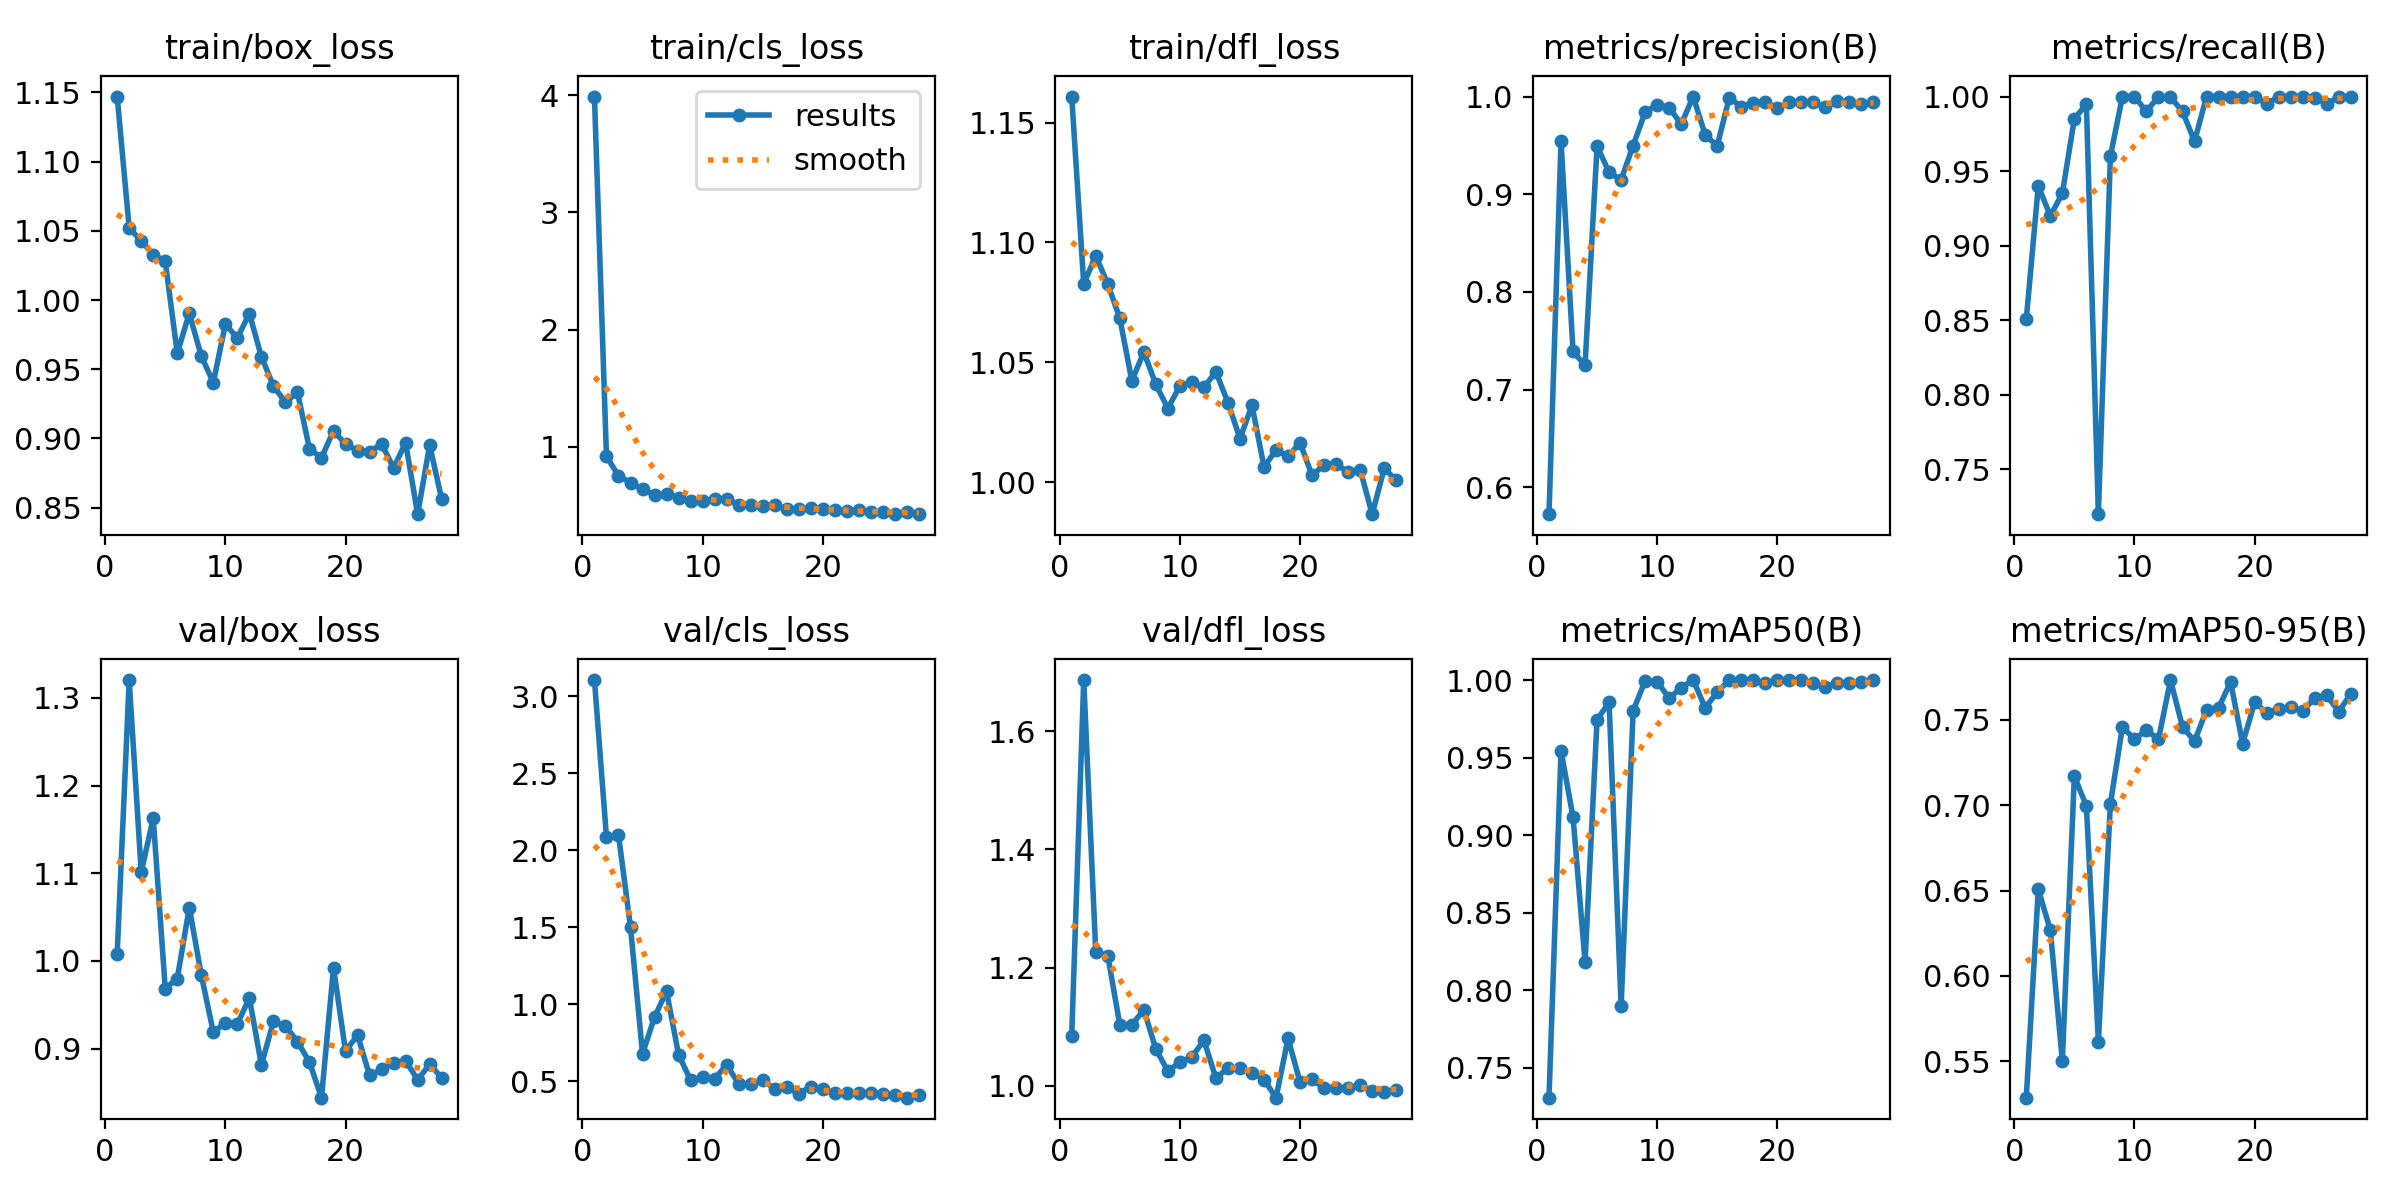 train/box_loss
1.15
1.10
1.05
1.00
0.95
0.90
0.85
0 10 20
train/cls_loss
results
smooth
4
3
2
1
0 10 20
train/dfl_loss
1.15
1.10
1.05
1.00
0 10 20
metrics/precision(B)
1.0
0.9
0.8
0.7
0.6
0 10 20
metrics/recall(B)
1.00
0.95
0.90
0.85
0.80
0.75
0 10 20
val/box_loss
1.3
1.2
1.1
1.0
0.9
0 10 20
val/cls_loss
3.0
2.5
2.0
1.5
1.0
0.5
0 10 20
val/dfl_loss
1.6
1.4
1.2
1.0
0 10 20
metrics/mAP50(B)
1.00
0.95
0.90
0.85
0.80
0.75
0 10 20
metrics/mAP50-95(B)
0.75
0.70
0.65
0.60
0.55
0 10 20